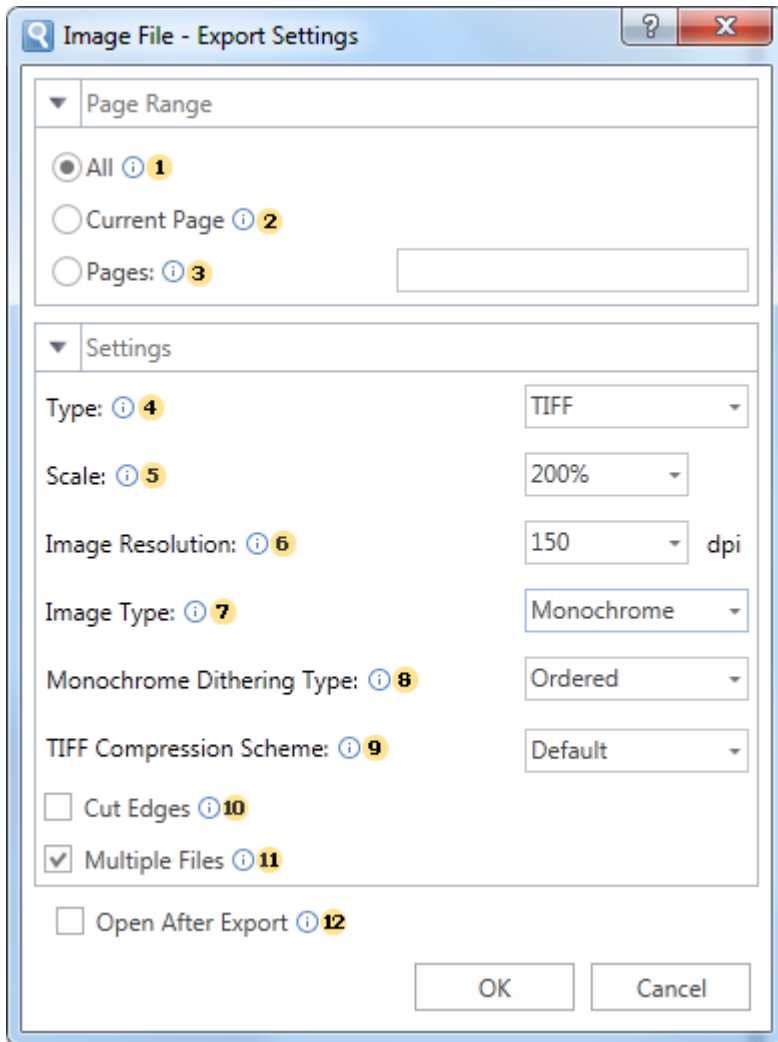 Image File - Export Settings ? X
Page Range
All i 1
Current Page i 2
Pages: i 3
Settings
Type: i 4 TIFF
Scale: i 5 200%
Image Resolution: i 6 150 dpi
Image Type: i 7 Monochrome
Monochrome Dithering Type: i 8 Ordered
TIFF Compression Scheme: i 9 Default
Cut Edges i 10
Multiple Files i 11
Open After Export i 12
OK Cancel